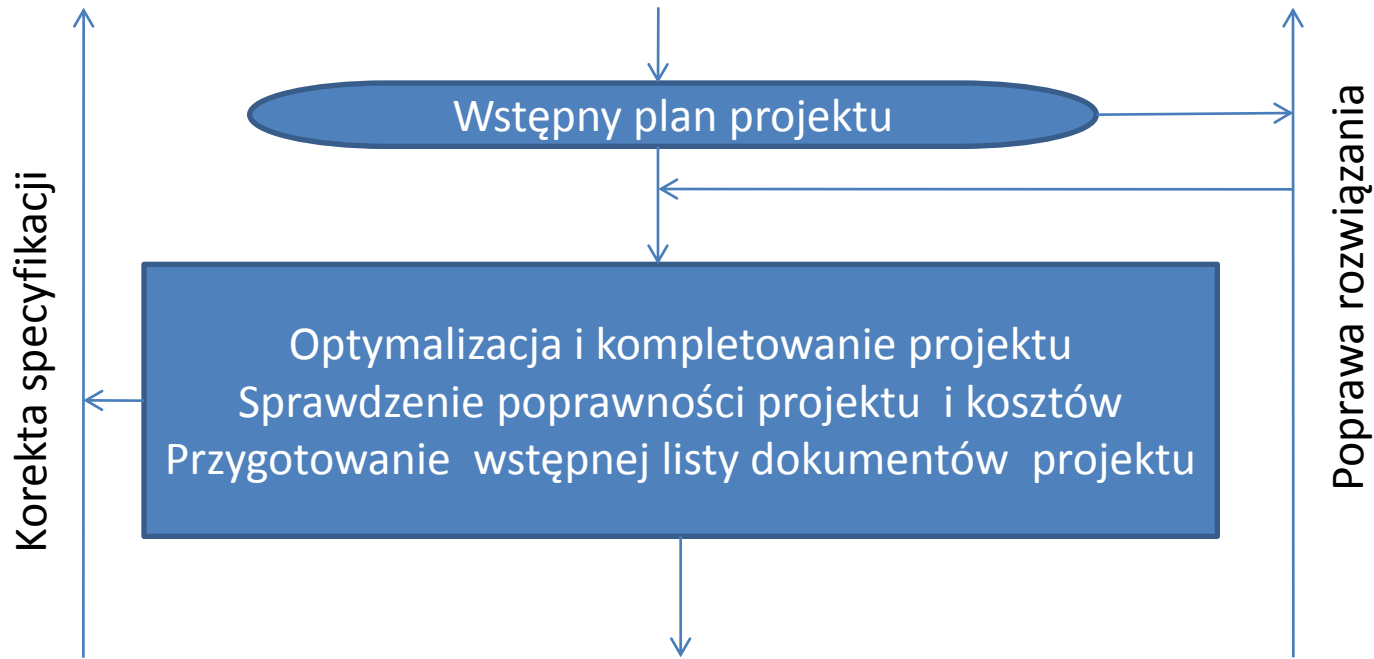 Wstępny plan projektu
Korekta specyfikacji
Poprawa rozwiązania
Optymalizacja i kompletowanie projektu
Sprawdzenie poprawności projektu i kosztów
Przygotowanie wstępnej listy dokumentów projektu